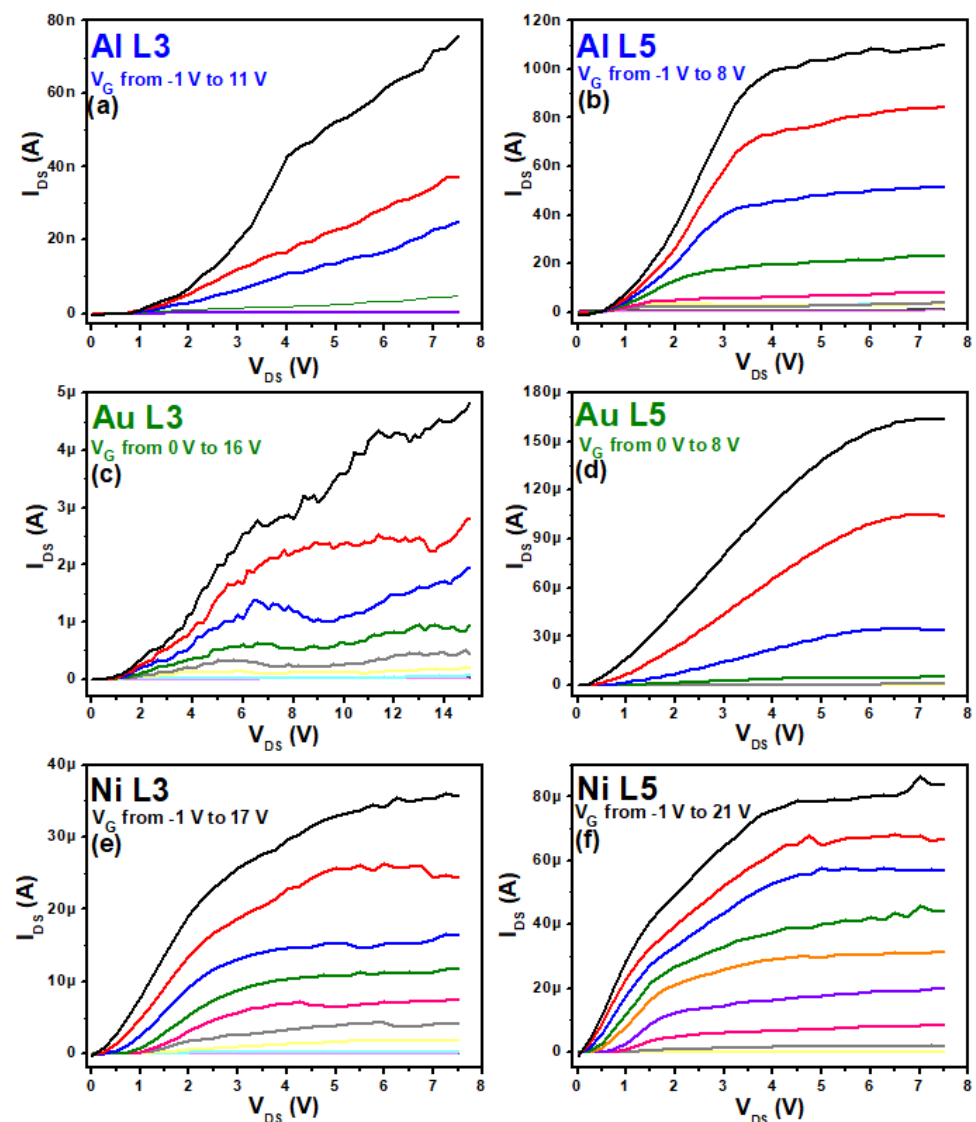 Al L3
V_G from -1 V to 11 V
(a)
80n
60n
40n
20n
0
I_DS (A)
0 1 2 3 4 5 6 7 8
V_DS (V)
Al L5
V_G from -1 V to 8 V
(b)
120n
100n
80n
60n
40n
20n
0
I_DS (A)
0 1 2 3 4 5 6 7 8
V_DS (V)
Au L3
V_G from 0 V to 16 V
(c)
5µ
4µ
3µ
2µ
1µ
0
I_DS (A)
0 2 4 6 8 10 12 14
V_DS (V)
Au L5
V_G from 0 V to 8 V
(d)
180µ
150µ
120µ
90µ
60µ
30µ
0
I_DS (A)
0 1 2 3 4 5 6 7 8
V_DS (V)
Ni L3
V_G from -1 V to 17 V
(e)
40µ
30µ
20µ
10µ
0
I_DS (A)
0 1 2 3 4 5 6 7 8
V_DS (V)
Ni L5
V_G from -1 V to 21 V
(f)
80µ
60µ
40µ
20µ
0
I_DS (A)
0 1 2 3 4 5 6 7 8
V_DS (V)